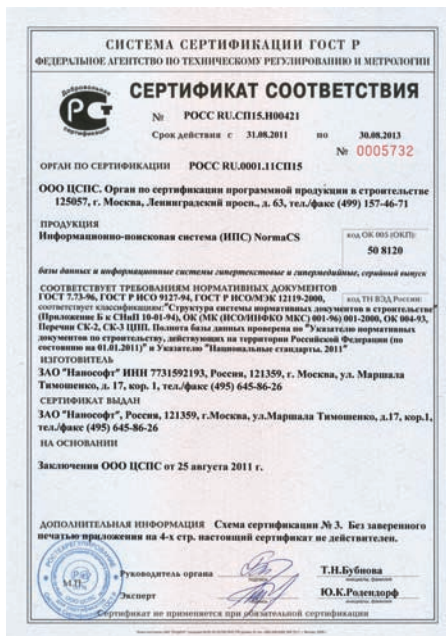 СИСТЕМА СЕРТИФИКАЦИИ ГОСТ Р
ФЕДЕРАЛЬНОЕ АГЕНТСТВО ПО ТЕХНИЧЕСКОМУ РЕГУЛИРОВАНИЮ И МЕТРОЛОГИИ
Добровольная
сертификация
СЕРТИФИКАТ СООТВЕТСТВИЯ
№ РОСС RU.СП15.Н00421
Срок действия с 31.08.2011 по 30.08.2013
№ 0005732
ОРГАН ПО СЕРТИФИКАЦИИ РОСС RU.0001.11СП15
ООО ЦСПС. Орган по сертификации программной продукции в строительстве
125057, г. Москва, Ленинградский просп., д. 63, тел./факс (499) 157-46-71
ПРОДУКЦИЯ
Информационно-поисковая система (ИПС) NormaCS
код ОК 005 (ОКП):
50 8120
базы данных и информационные системы гипертекстовые и гипермедийные, серийный выпуск
СООТВЕТСТВУЕТ ТРЕБОВАНИЯМ НОРМАТИВНЫХ ДОКУМЕНТОВ
ГОСТ 7.73-96, ГОСТ Р ИСО 9127-94, ГОСТ Р ИСО/МЭК 12119-2000,
код ТН ВЭД России:
соответствует классификациям:"Структура системы нормативных документов в строительстве"
(Приложение Б к СНиП 10-01-94), ОК (МК (ИСО/ИНФКО МКС) 001-96) 001-2000, ОК 004-93,
Перечни СК-2, СК-3 ЦПП. Полнота базы данных проверена по "Указателю нормативных
документов по строительству, действующих на территории Российской Федерации (по
состоянию на 01.01.2011)" и Указателю "Национальные стандарты. 2011"
ИЗГОТОВИТЕЛЬ
ЗАО "Нанософт" ИНН 7731592193, Россия, 121359, г. Москва, ул. Маршала
Тимошенко, д. 17, кор. 1, тел./факс (495) 645-86-26
СЕРТИФИКАТ ВЫДАН
ЗАО "Нанософт", Россия, 121359, г.Москва, ул.Маршала Тимошенко, д.17, кор.1,
тел./факс (495) 645-86-26
НА ОСНОВАНИИ
Заключения ООО ЦСПС от 25 августа 2011 г.
ДОПОЛНИТЕЛЬНАЯ ИНФОРМАЦИЯ Схема сертификации № 3. Без заверенного
печатью приложения на 4-х стр. настоящий сертификат не действителен.
М.П.
Руководитель органа
подпись
Т.Н.Бубнова
инициалы, фамилия
Эксперт
подпись
Ю.К.Родендорф
инициалы, фамилия
Сертификат не применяется при обязательной сертификации